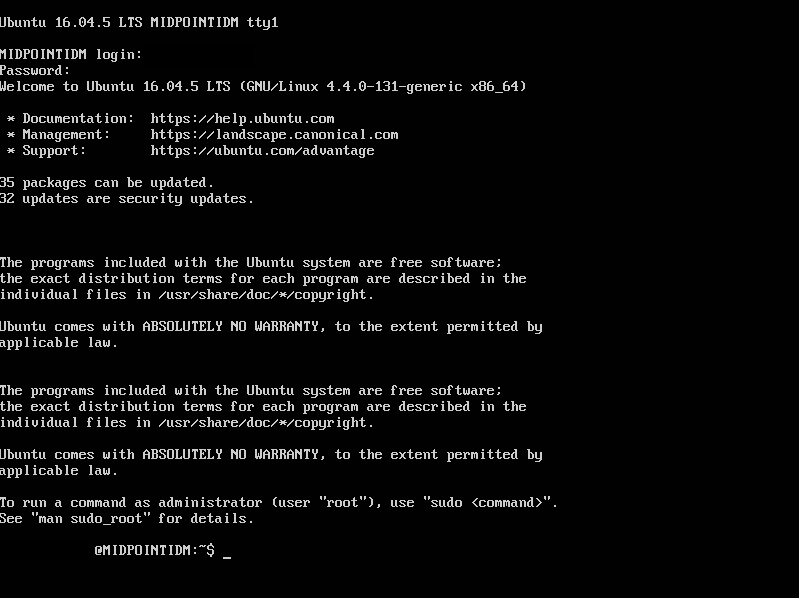 Ubuntu 16.04.5 LTS MIDPOINTIDM tty1
MIDPOINTIDM login:
Password:
Welcome to Ubuntu 16.04.5 LTS (GNU/Linux 4.4.0-131-generic x86_64)
* Documentation:  https://help.ubuntu.com
* Management:     https://landscape.canonical.com
* Support:        https://ubuntu.com/advantage
35 packages can be updated.
32 updates are security updates.
The programs included with the Ubuntu system are free software;
the exact distribution terms for each program are described in the
individual files in /usr/share/doc/*/copyright.
Ubuntu comes with ABSOLUTELY NO WARRANTY, to the extent permitted by
applicable law.
The programs included with the Ubuntu system are free software;
the exact distribution terms for each program are described in the
individual files in /usr/share/doc/*/copyright.
Ubuntu comes with ABSOLUTELY NO WARRANTY, to the extent permitted by
applicable law.
To run a command as administrator (user "root"), use "sudo <command>".
See "man sudo_root" for details.
@MIDPOINTIDM:~$ _